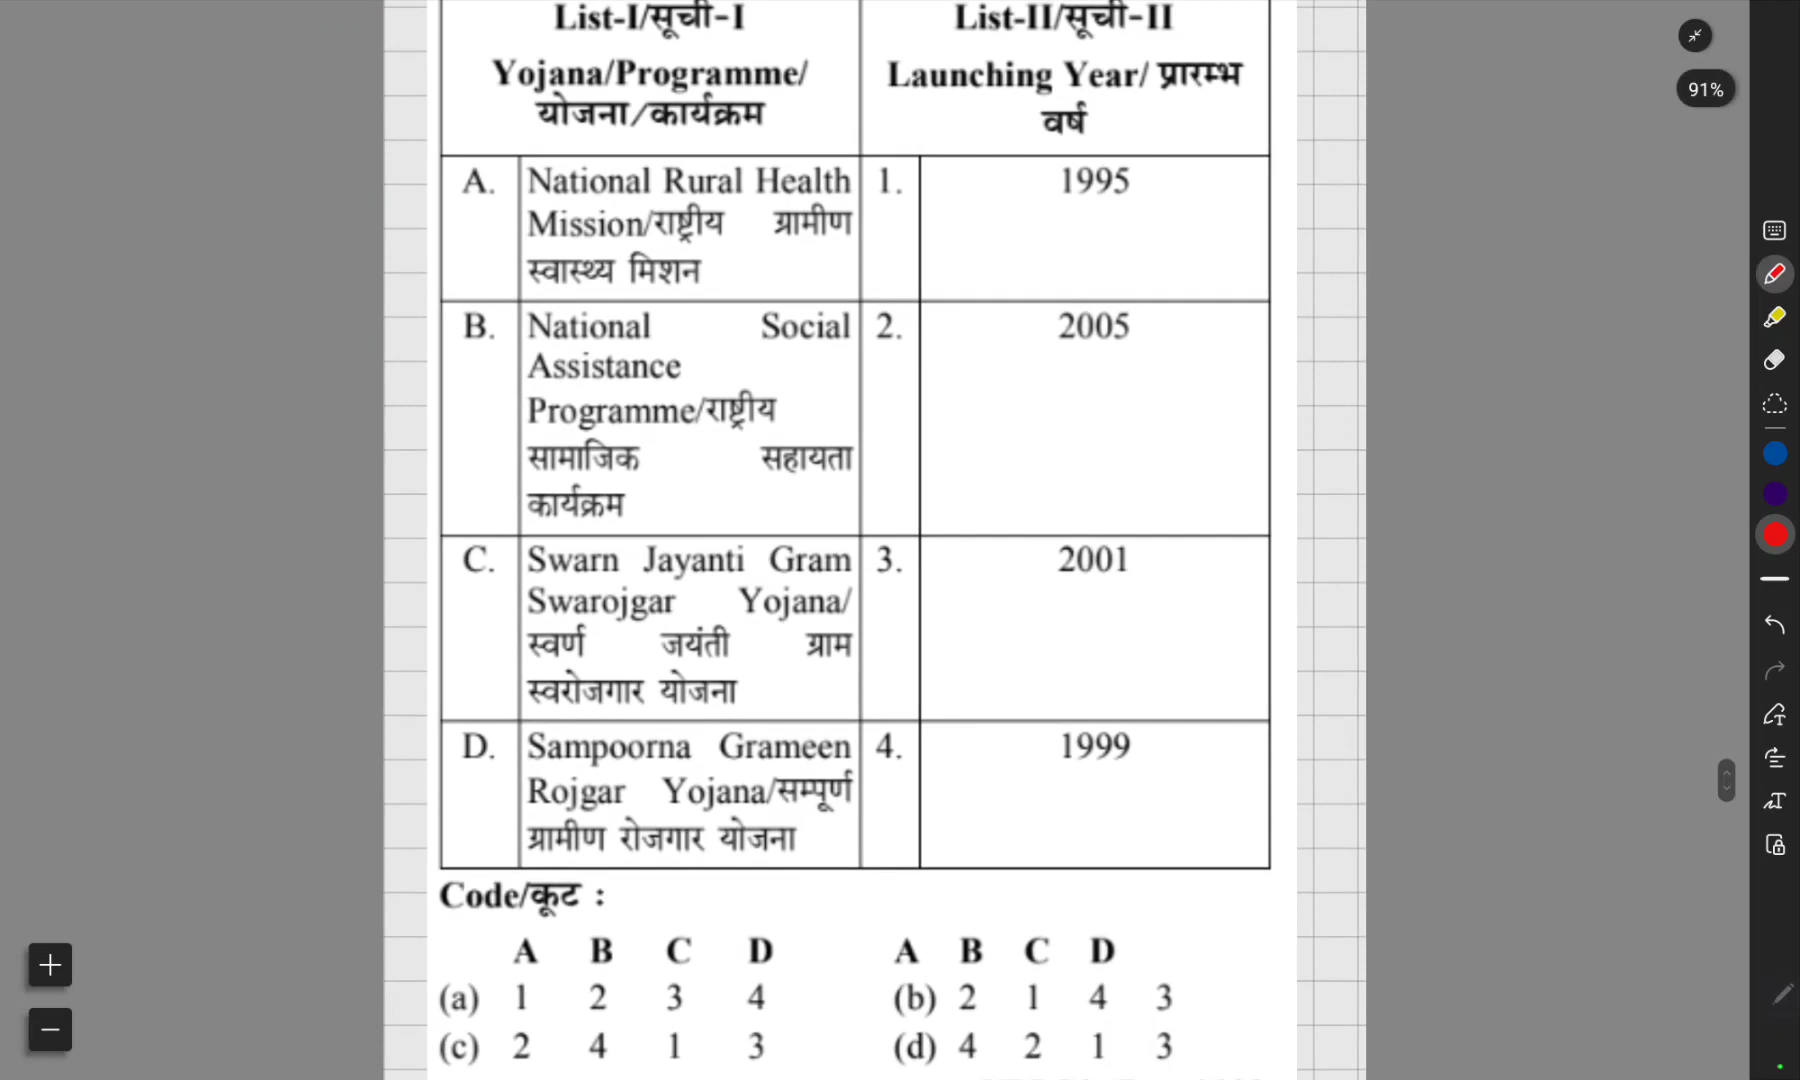 List-I/सूची-I
List-II/सूची-II
Yojana/Programme/
योजना/कार्यक्रम
Launching Year/ प्रारम्भ
वर्ष
91%
A. National Rural Health 1. 1995
Mission/राष्ट्रीय ग्रामीण
स्वास्थ्य मिशन
B. National Social 2. 2005
Assistance
Programme/राष्ट्रीय
सामाजिक सहायता
कार्यक्रम
C. Swarn Jayanti Gram 3. 2001
Swarojgar Yojana/
स्वर्ण जयंती ग्राम
स्वरोजगार योजना
D. Sampoorna Grameen 4. 1999
Rojgar Yojana/सम्पूर्ण
ग्रामीण रोजगार योजना
Code/कूट :
A B C D A B C D
(a) 1 2 3 4 (b) 2 1 4 3
(c) 2 4 1 3 (d) 4 2 1 3